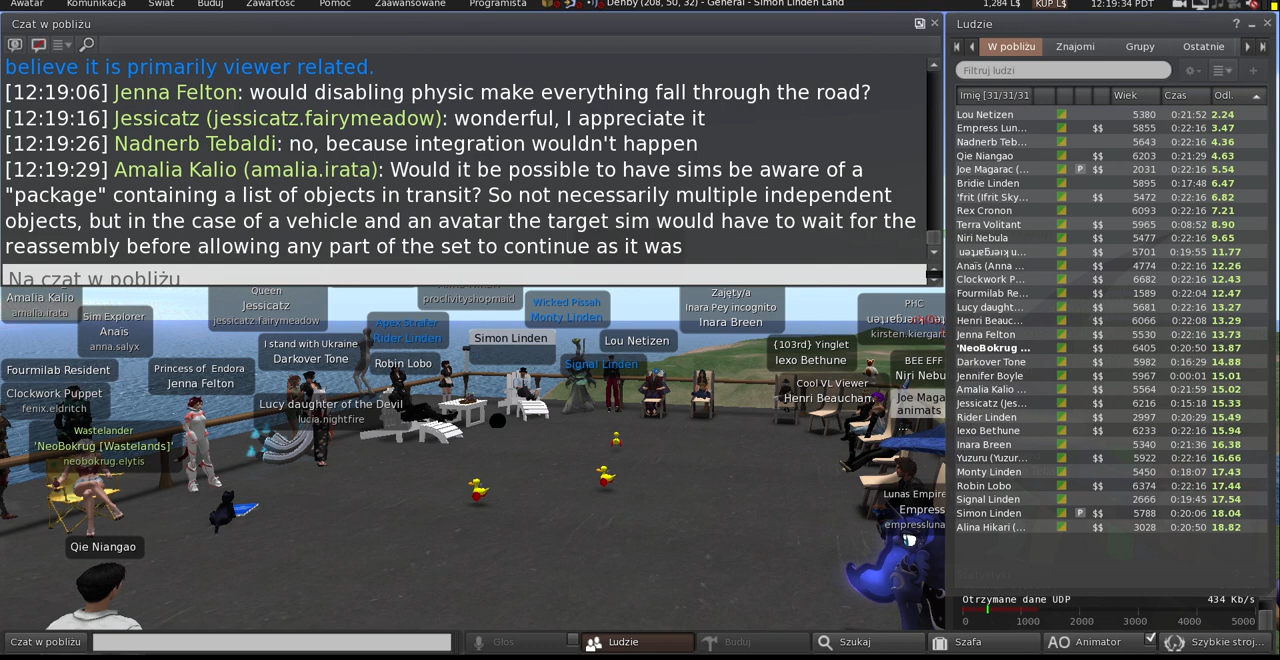 Awatar Komunikacja Świat Buduj Zawartość Pomoc Zaawansowane Programista Denby (208, 50, 32) - General - Simon Linden Land 1,284 L$ KUP L$ 12:19:34 PDT
Czat w pobliżu
believe it is primarily viewer related.
[12:19:06] Jenna Felton: would disabling physic make everything fall through the road?
[12:19:16] Jessicatz (jessicatz.fairymeadow): wonderful, I appreciate it
[12:19:26] Nadnerb Tebaldi: no, because integration wouldn't happen
[12:19:29] Amalia Kalio (amalia.irata): Would it be possible to have sims be aware of a
"package" containing a list of objects in transit? So not necessarily multiple independent
objects, but in the case of a vehicle and an avatar the target sim would have to wait for the
reassembly before allowing any part of the set to continue as it was
Na czat w pobliżu
Amalia Kalio
amalia.irata
Sim Explorer
Anaïs
anna.salyx
Queen
Jessicatz
jessicatz.fairymeadow
proclivityshopmaid
Wicked Pissah
Monty Linden
Zajęty/a
Inara Pey incognito
Inara Breen
PHC
kirsten.kiergarten
Apex Strafer
Rider Linden
Simon Linden
Lou Netizen
I stand with Ukraine
Darkover Tone
Robin Lobo
Signal Linden
{103rd} Yinglet
Iexo Bethune
BEE EFF
Niri Nebu
Fourmilab Resident
Princess of Endora
Jenna Felton
Clockwork Puppet
fenix.eldritch
Cool VL Viewer
Henri Beauchamp
Joe Maga
animats
Lucy daughter of the Devil
lucia.nightfire
Wastelander
'NeoBokrug [Wastelands]'
neobokrug.elytis
Lunas Empire
Empress
empressluna
Qie Niangao
Ludzie
W pobliżu Znajomi Grupy Ostatnie
Filtruj ludzi
Imię [31/31/31 Wiek Czas Odl.
Lou Netizen 5380 0:21:52 2.24
Empress Lun... $$ 5855 0:22:16 3.47
Nadnerb Teb... 5643 0:22:16 4.36
Qie Niangao $$ 6203 0:21:29 4.63
Joe Magarac (... P $$ 2031 0:22:16 5.54
Bridie Linden 5895 0:17:48 6.47
'frit (Ifrit Sky... $$ 5472 0:22:16 6.82
Rex Cronon 6093 0:22:16 7.21
Terra Volitant $$ 5965 0:08:52 8.90
Niri Nebula $$ 5477 0:22:16 9.65
$$ 5701 0:19:55 11.77
Anaïs (Anna ... $$ 4774 0:22:16 12.26
Clockwork P... $$ 6682 0:22:16 12.43
Fourmilab Re... $$ 1589 0:22:04 12.47
Lucy daught... $$ 5681 0:22:16 13.27
Henri Beauc... $$ 6066 0:22:08 13.29
Jenna Felton $$ 5530 0:22:16 13.73
'NeoBokrug ... $$ 6405 0:20:50 13.87
Darkover Tone $$ 5982 0:16:29 14.88
Jennifer Boyle $$ 5967 0:00:01 15.01
Amalia Kalio ... $$ 5564 0:21:59 15.02
Jessicatz (Jes... $$ 6216 0:15:18 15.33
Rider Linden $$ 2997 0:20:29 15.49
Iexo Bethune $$ 6233 0:22:16 15.94
Inara Breen 5340 0:21:36 16.38
Yuzuru (Yuzur... $$ 5922 0:22:16 16.66
Monty Linden 5450 0:18:07 17.43
Robin Lobo $$ 6374 0:22:16 17.44
Signal Linden 2666 0:19:45 17.54
Simon Linden P $$ 5788 0:20:06 18.04
Alina Hikari (... $$ 3028 0:20:50 18.82
Otrzymane dane UDP 434 Kb/s
0 1000 2000 3000 4000 5000
Czat w pobliżu Głos Ludzie Buduj Szukaj Szafa AO Animator Szybkie stroj...